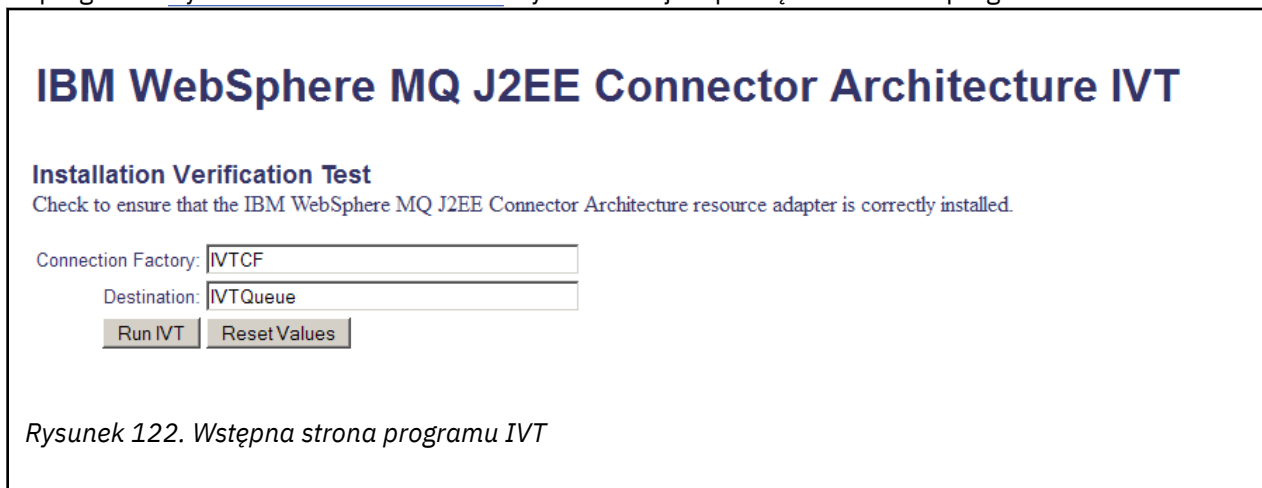 IBM WebSphere MQ J2EE Connector Architecture IVT
Installation Verification Test
Check to ensure that the IBM WebSphere MQ J2EE Connector Architecture resource adapter is correctly installed.
Connection Factory: IVTCF
Destination: IVTQueue
Run IVT Reset Values
Rysunek 122. Wstępna strona programu IVT